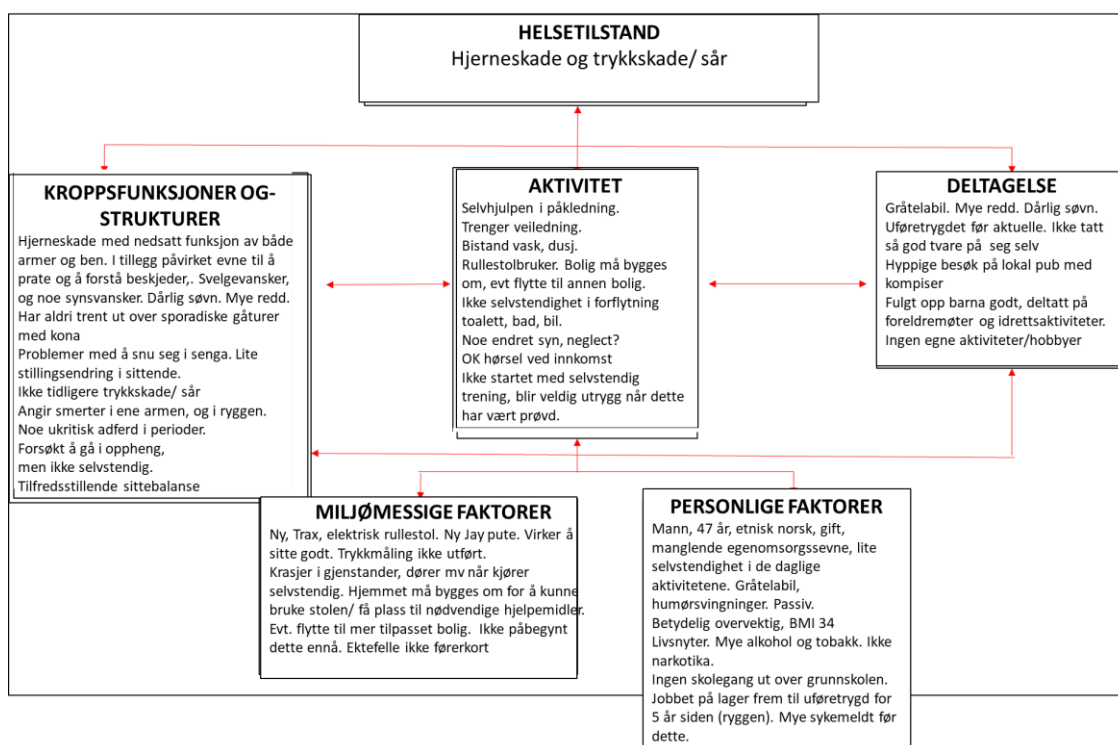 HELSETILSTAND
Hjerneskade og trykkskade/ sår
KROPPSFUNKSJONER OG-
STRUKTURER
Hjerneskade med nedsatt funksjon av både
armer og ben. I tillegg påvirket evne til å
prate og å forstå beskjeder,. Svelgevansker,
og noe synsvansker. Dårlig søvn. Mye redd.
Har aldri trent ut over sporadiske gåturer
med kona
Problemer med å snu seg i senga. Lite
stillingsendring i sittende.
Ikke tidligere trykkskade/ sår
Angir smerter i ene armen, og i ryggen.
Noe ukritisk adferd i perioder.
Forsøkt å gå i oppheng,
men ikke selvstendig.
Tilfredsstillende sittebalanse
AKTIVITET
Selvhjulpen i påkledning.
Trenger veiledning.
Bistand vask, dusj.
Rullestolbruker. Bolig må bygges
om, evt flytte til annen bolig.
Ikke selvstendighet i forflytning
toalett, bad, bil.
Noe endret syn, neglect?
OK hørsel ved innkomst
Ikke startet med selvstendig
trening, blir veldig utrygg når dette
har vært prøvd.
DELTAGELSE
Gråtelabil. Mye redd. Dårlig søvn.
Uføretrygdet før aktuelle. Ikke tatt
så god tvare på  seg selv
Hyppige besøk på lokal pub med
kompiser
Fulgt opp barna godt, deltatt på
foreldremøter og idrettsaktiviteter.
Ingen egne aktiviteter/hobbyer
MILJØMESSIGE FAKTORER
Ny, Trax, elektrisk rullestol. Ny Jay pute. Virker å
sitte godt. Trykkmåling ikke utført.
Krasjer i gjenstander, dører mv når kjører
selvstendig. Hjemmet må bygges om for å kunne
bruke stolen/ få plass til nødvendige hjelpemidler.
Evt. flytte til mer tilpasset bolig.  Ikke påbegynt
dette ennå. Ektefelle ikke førerkort
PERSONLIGE FAKTORER
Mann, 47 år, etnisk norsk, gift,
manglende egenomsorgssevne, lite
selvstendighet i de daglige
aktivitetene. Gråtelabil,
humørsvingninger. Passiv.
Betydelig overvektig, BMI 34
Livsnyter. Mye alkohol og tobakk. Ikke
narkotika.
Ingen skolegang ut over grunnskolen.
Jobbet på lager frem til uføretrygd for
5 år siden (ryggen). Mye sykemeldt før
dette.